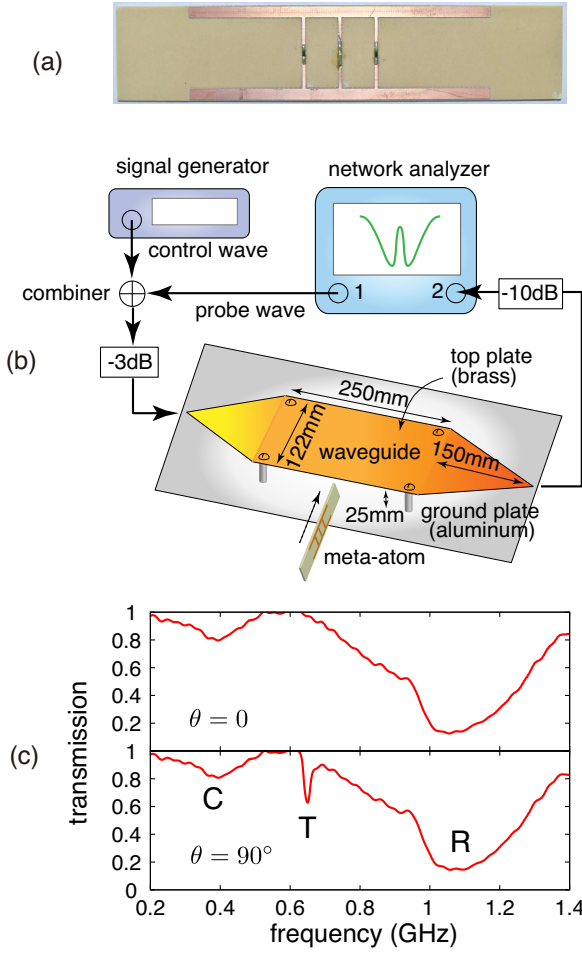 (a)
signal generator
network analyzer
control wave
combiner
probe wave
1
2
-10dB
-3dB
(b)
top plate
(brass)
250mm
122mm
waveguide
150mm
25mm
ground plate
(aluminum)
meta-atom
(c)
transmission
1
0.8
0.6
0.4
0.2
θ = 0
1
0.8
0.6
0.4
0.2
0
C
T
R
θ = 90°
0.2
0.4
0.6
0.8
1
1.2
1.4
frequency (GHz)